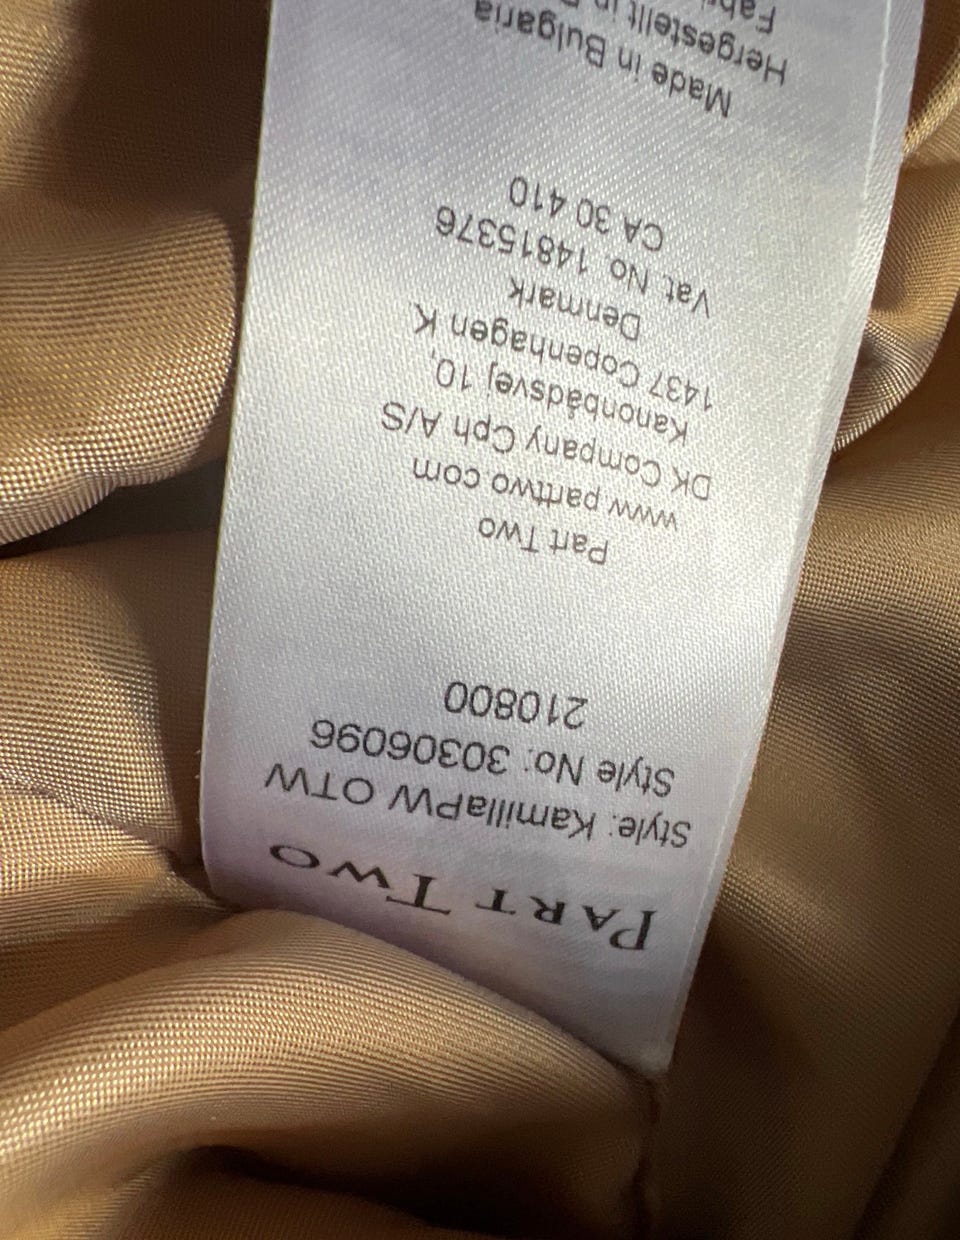 PART TWO
Style: KamillaPW OTW
Style No: 30306096
210800
Part Two
www parttwo com
DK Company Cph A/S
Kanonbådsvej 10,
1437 Copenhagen K
Denmark
Vat. No. 14815376
CA 30 410
Made in Bulgaria
Hergestellt in